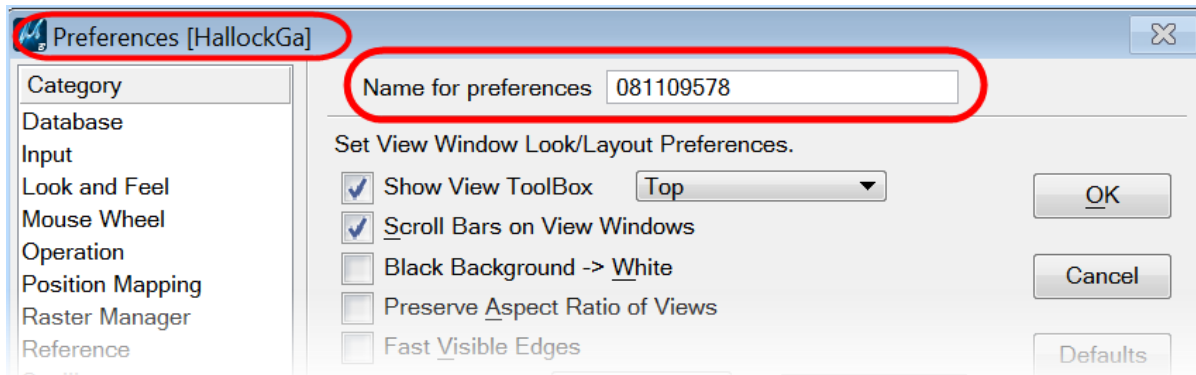 Preferences [HallockGa]
Category
Database
Input
Look and Feel
Mouse Wheel
Operation
Position Mapping
Raster Manager
Reference
Name for preferences 081109578
Set View Window Look/Layout Preferences.
Show View ToolBox Top
Scroll Bars on View Windows
Black Background -> White
Preserve Aspect Ratio of Views
Fast Visible Edges
OK
Cancel
Defaults